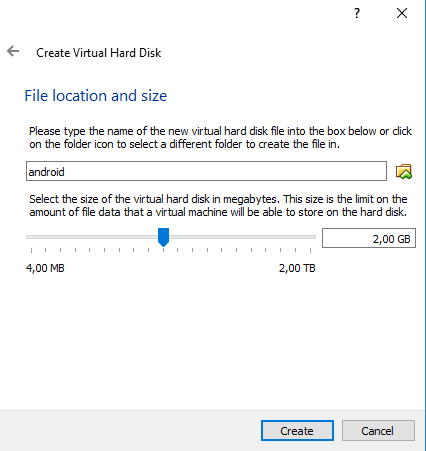 ?
Create Virtual Hard Disk
File location and size
Please type the name of the new virtual hard disk file into the box below or click
on the folder icon to select a different folder to create the file in.
android
Select the size of the virtual hard disk in megabytes. This size is the limit on the
amount of file data that a virtual machine will be able to store on the hard disk.
2,00 GB
4,00 MB 2,00 TB
Create Cancel